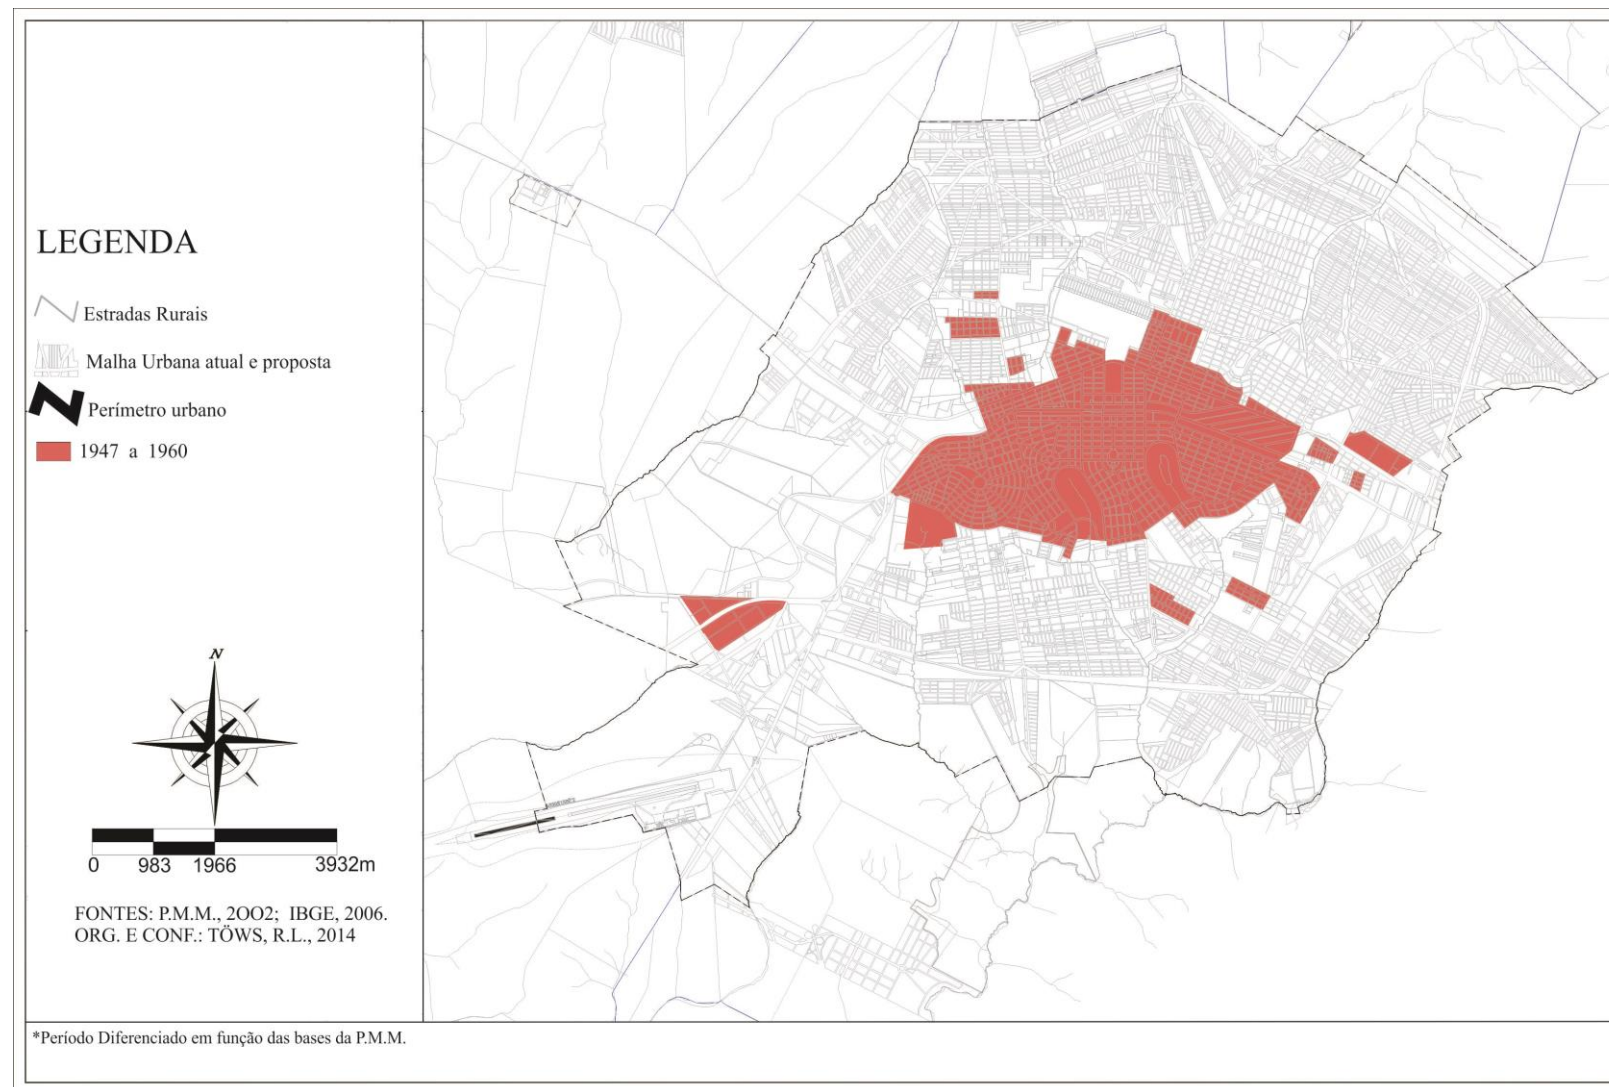 LEGENDA
Estradas Rurais
Malha Urbana atual e proposta
Perímetro urbano
1947 a 1960
N
0 983 1966 3932m
FONTES: P.M.M., 2OO2; IBGE, 2006.
ORG. E CONF.: TÖWS, R.L., 2014
*Período Diferenciado em função das bases da P.M.M.